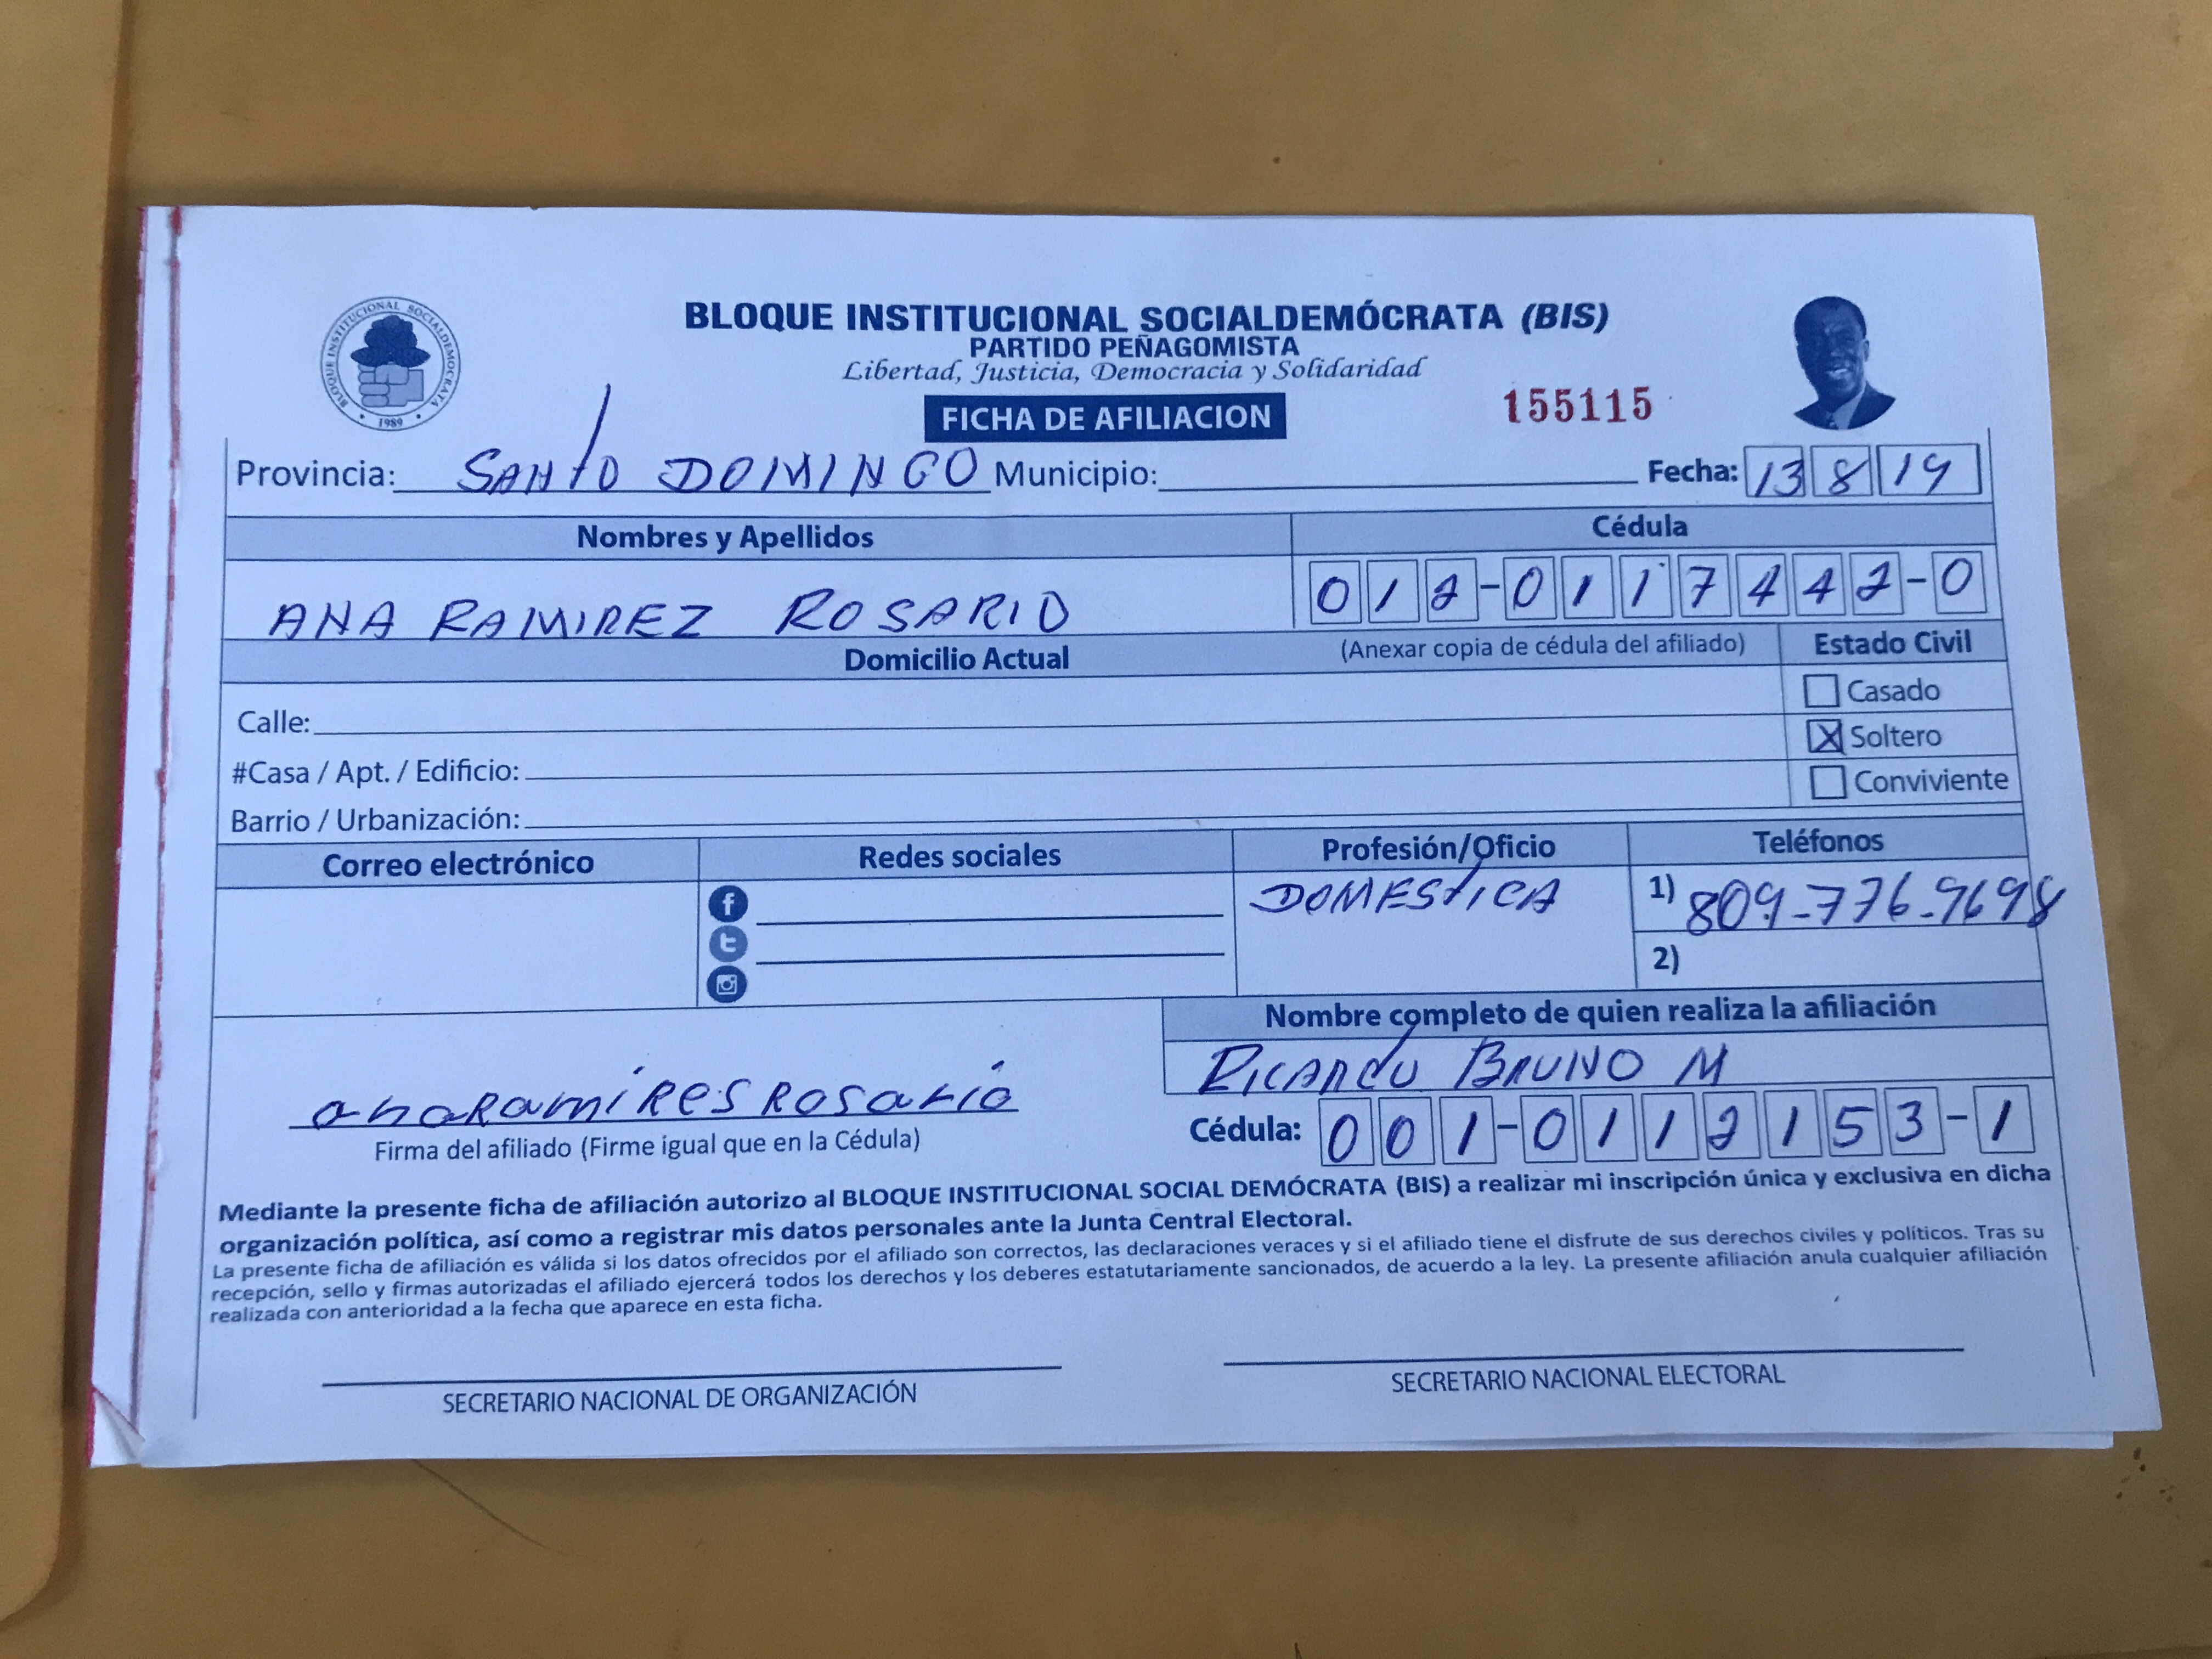 BLOQUE INSTITUCIONAL SOCIALDEMOCRATA
1989
BLOQUE INSTITUCIONAL SOCIALDEMÓCRATA (BIS)
PARTIDO PEÑAGOMISTA
Libertad, Justicia, Democracia y Solidaridad
FICHA DE AFILIACION 155115
Provincia: SANTO DOMINGO Municipio: Fecha: 13 8 19
Nombres y Apellidos Cédula
ANA RAMIREZ ROSARIO 012-0117442-0
Domicilio Actual (Anexar copia de cédula del afiliado) Estado Civil
Casado
Calle:
X Soltero
#Casa / Apt. / Edificio:
Conviviente
Barrio / Urbanización:
Correo electrónico Redes sociales Profesión/Oficio Teléfonos
DOMESTICA 1) 809-776-9698
2)
Nombre completo de quien realiza la afiliación
RICARDO BRUNO M
anaRamiRes Rosario
Cédula: 001-0112153-1
Firma del afiliado (Firme igual que en la Cédula)
Mediante la presente ficha de afiliación autorizo al BLOQUE INSTITUCIONAL SOCIAL DEMÓCRATA (BIS) a realizar mi inscripción única y exclusiva en dicha
organización política, así como a registrar mis datos personales ante la Junta Central Electoral.
La presente ficha de afiliación es válida si los datos ofrecidos por el afiliado son correctos, las declaraciones veraces y si el afiliado tiene el disfrute de sus derechos civiles y políticos. Tras su
recepción, sello y firmas autorizadas el afiliado ejercerá todos los derechos y los deberes estatutariamente sancionados, de acuerdo a la ley. La presente afiliación anula cualquier afiliación
realizada con anterioridad a la fecha que aparece en esta ficha.
SECRETARIO NACIONAL DE ORGANIZACIÓN SECRETARIO NACIONAL ELECTORAL